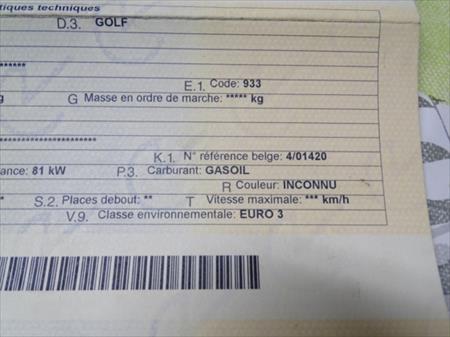 tiques techniques
D.3. GOLF
******
E.1. Code: 933
g G Masse en ordre de marche: ***** kg
**********************
K.1. N° référence belge: 4/01420
ance: 81 kW P.3. Carburant: GASOIL
R Couleur: INCONNU
* S.2. Places debout: ** T Vitesse maximale: *** km/h
V.9. Classe environnementale: EURO 3